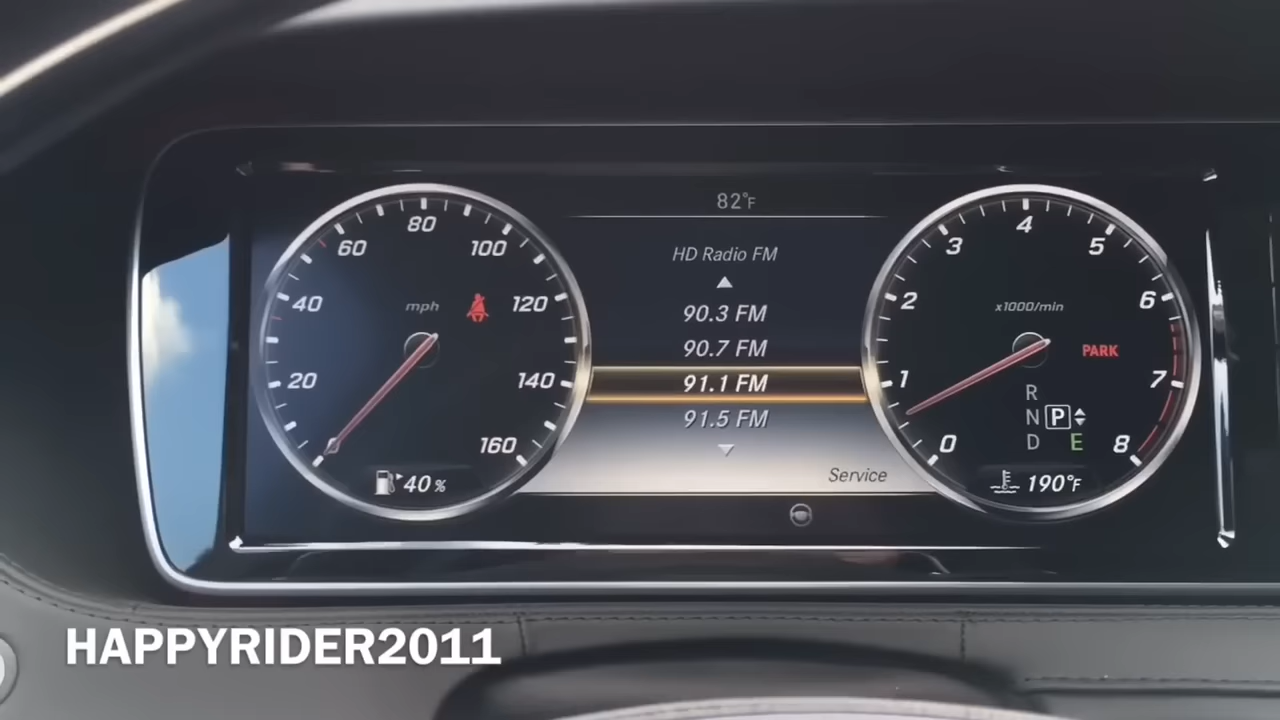 82°F
HD Radio FM
90.3 FM
90.7 FM
91.1 FM
91.5 FM
Service
20
40
60
80
100
120
140
160
mph
40 %
0
1
2
3
4
5
6
7
8
x1000/min
PARK
R
N P
D E
190°F
HAPPYRIDER2011